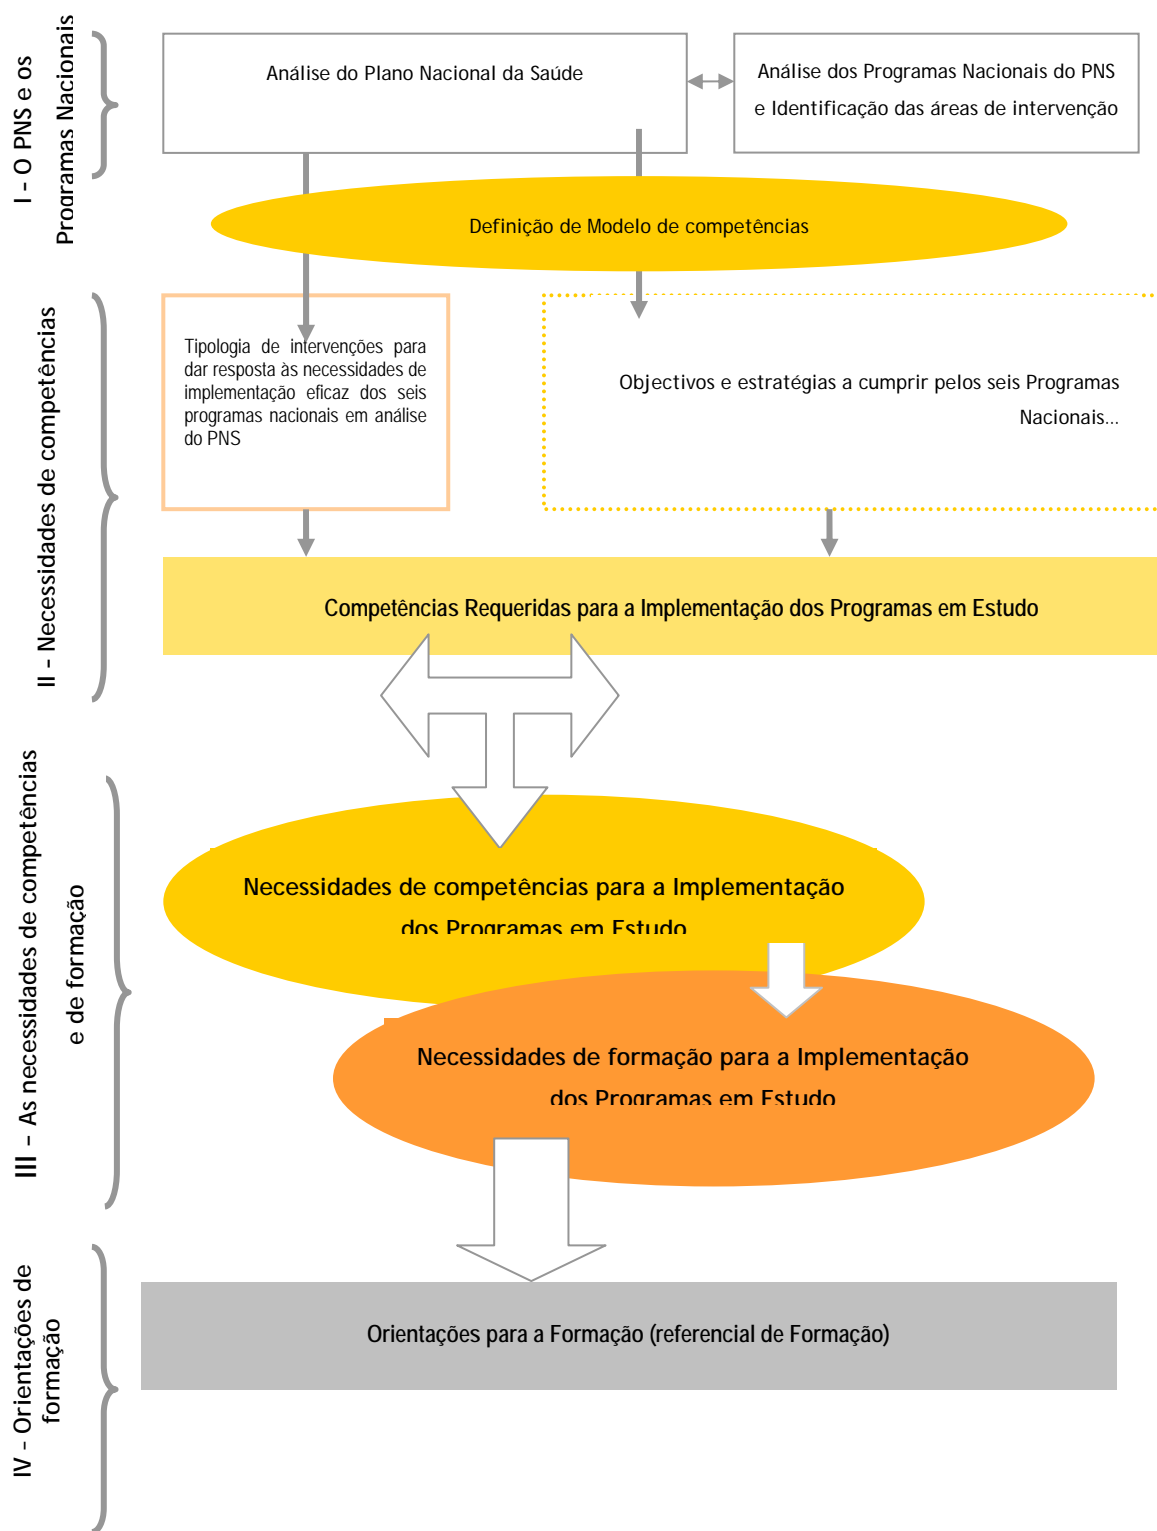 I - O PNS e os
Programas Nacionais
Análise do Plano Nacional da Saúde
Análise dos Programas Nacionais do PNS
e Identificação das áreas de intervenção
Definição de Modelo de competências
II - Necessidades de competências
Tipologia de intervenções para
dar resposta às necessidades de
implementação eficaz dos seis
programas nacionais em análise
do PNS
Objectivos e estratégias a cumprir pelos seis Programas
Nacionais...
Competências Requeridas para a Implementação dos Programas em Estudo
III - As necessidades de competências
e de formação
Necessidades de competências para a Implementação
dos Programas em Estudo
Necessidades de formação para a Implementação
dos Programas em Estudo
IV - Orientações de
formação
Orientações para a Formação (referencial de Formação)